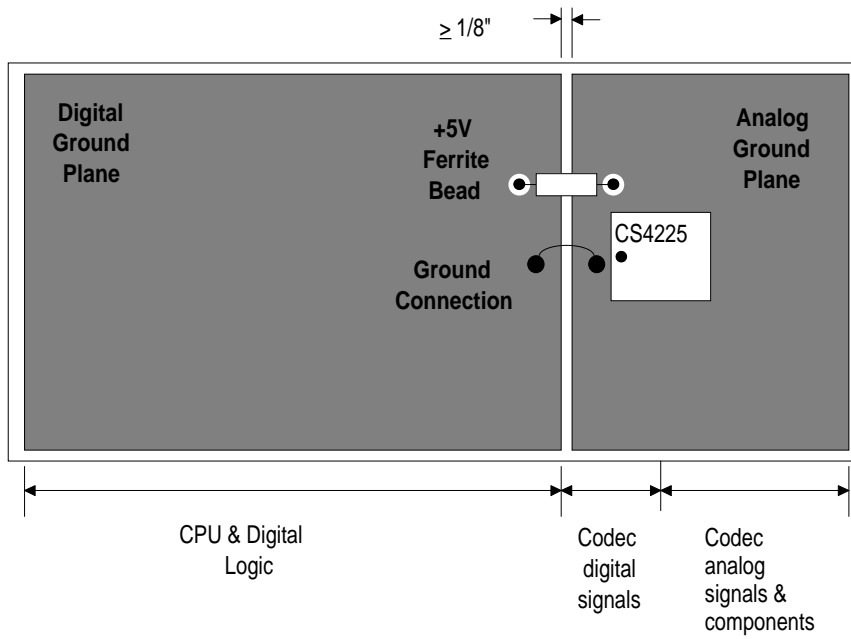 ≥ 1/8"
Digital
Ground
Plane
+5V
Ferrite
Bead
Analog
Ground
Plane
CS4225
Ground
Connection
CPU & Digital
Logic
Codec
digital
signals
Codec
analog
signals &
components